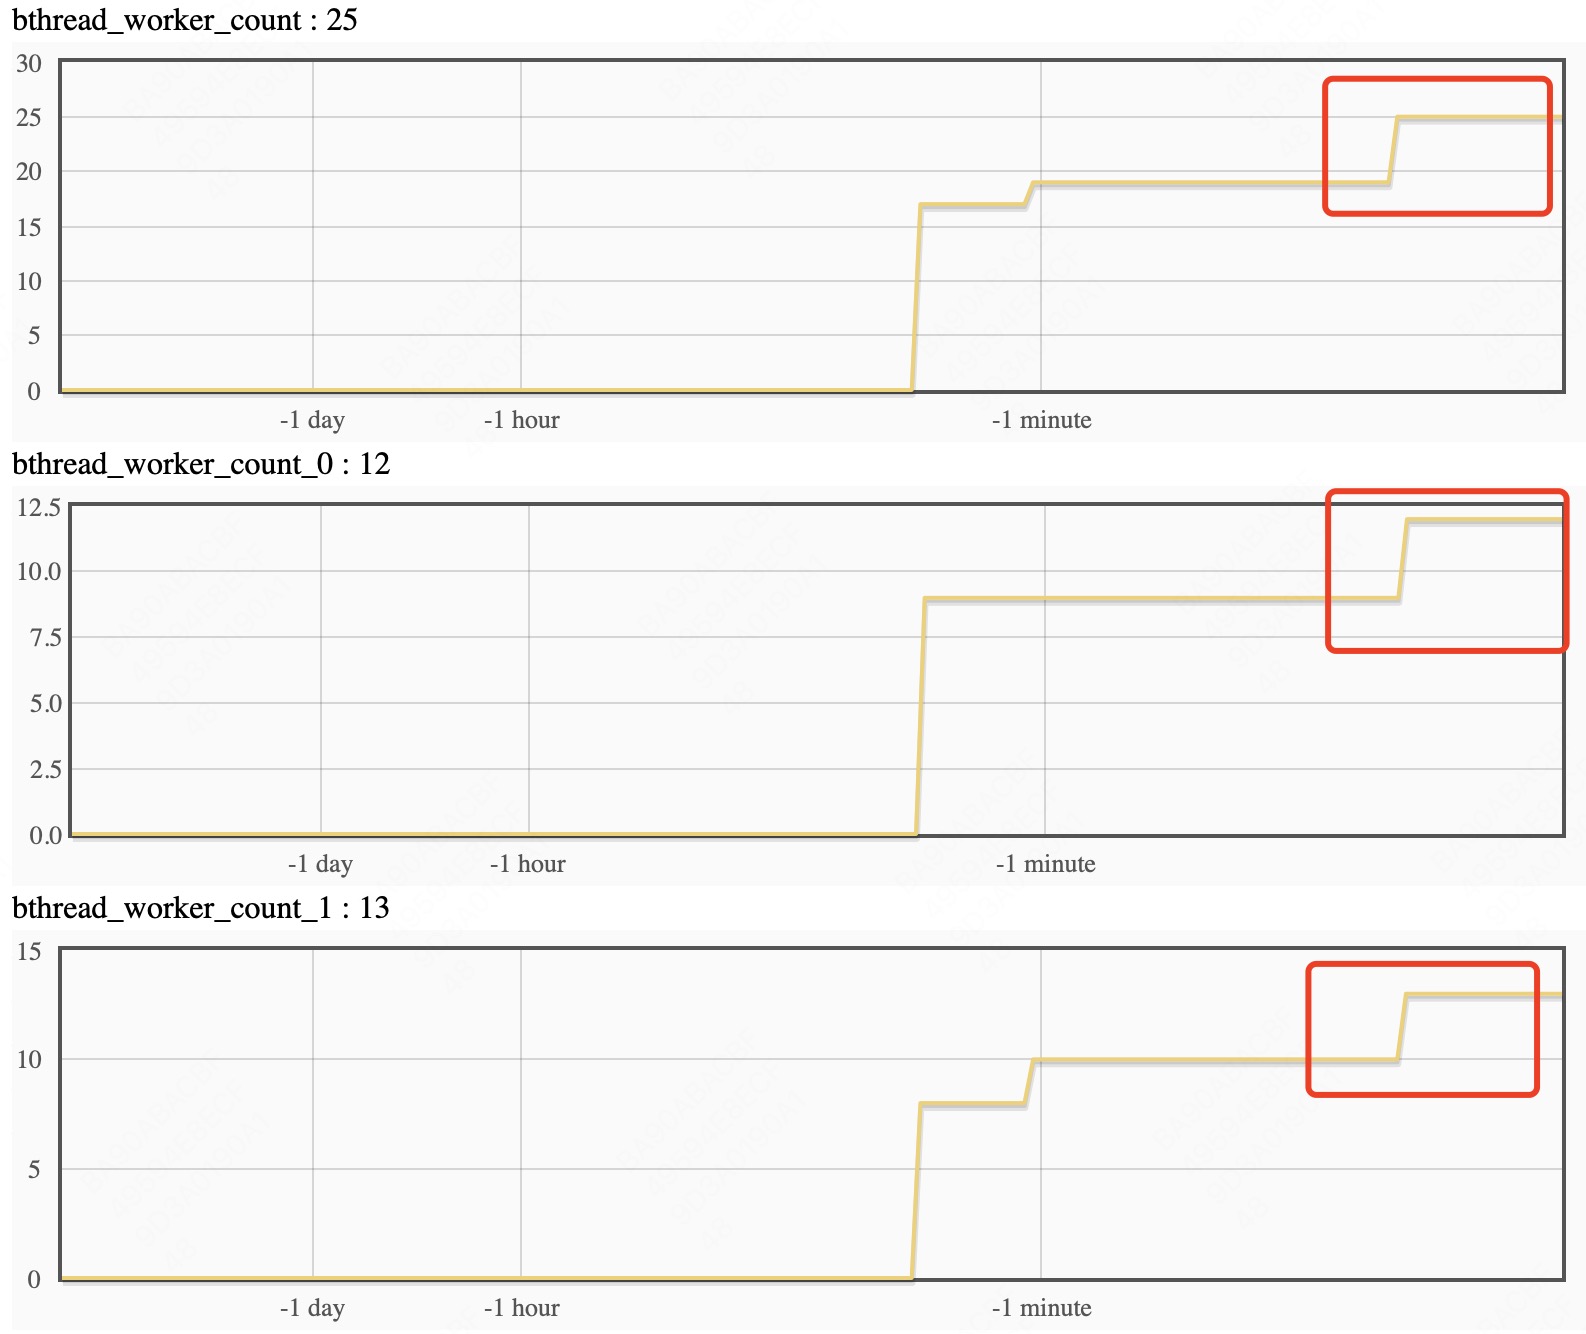 bthread_worker_count : 25
30
25
20
15
10
5
0
-1 day -1 hour -1 minute
bthread_worker_count_0 : 12
12.5
10.0
7.5
5.0
2.5
0.0
-1 day -1 hour -1 minute
bthread_worker_count_1 : 13
15
10
5
0
-1 day -1 hour -1 minute